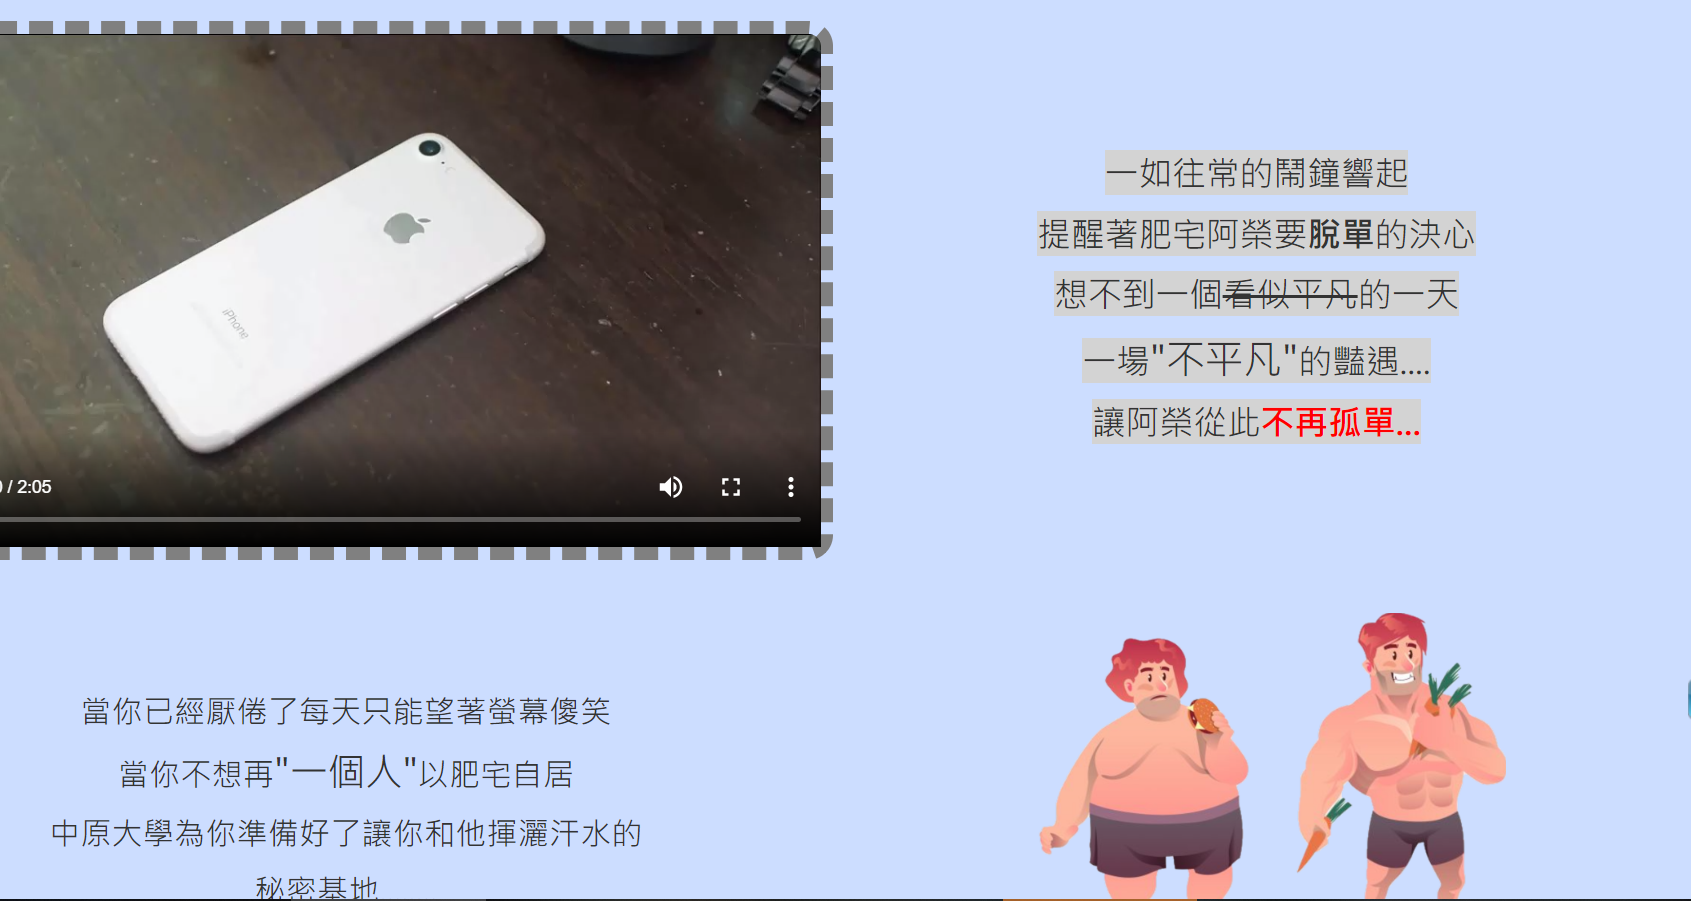 iPhone
/ 2:05
一如往常的鬧鐘響起
提醒著肥宅阿榮要脫單的決心
想不到一個看似平凡的一天
一場"不平凡"的豔遇....
讓阿榮從此不再孤單...
當你已經厭倦了每天只能望著螢幕傻笑
當你不想再"一個人"以肥宅自居
中原大學為你準備好了讓你和他揮灑汗水的
秘密基地